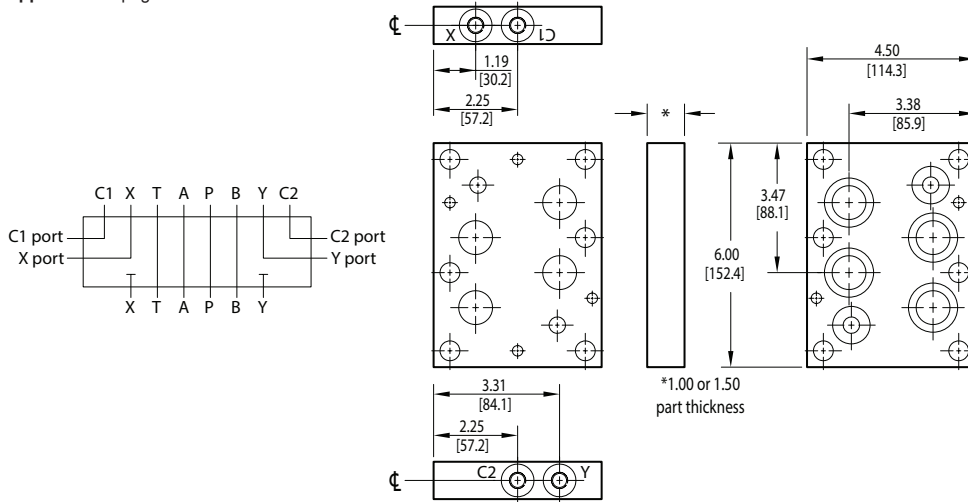 ℄ X C1
1.19
[30.2]
2.25
[57.2]
4.50
[114.3]
3.38
[85.9]
*
3.47
[88.1]
6.00
[152.4]
C1 X T A P B Y C2
C1 port
X port
C2 port
Y port
X T A P B Y
*1.00 or 1.50
part thickness
3.31
[84.1]
2.25
[57.2]
℄ C2 Y